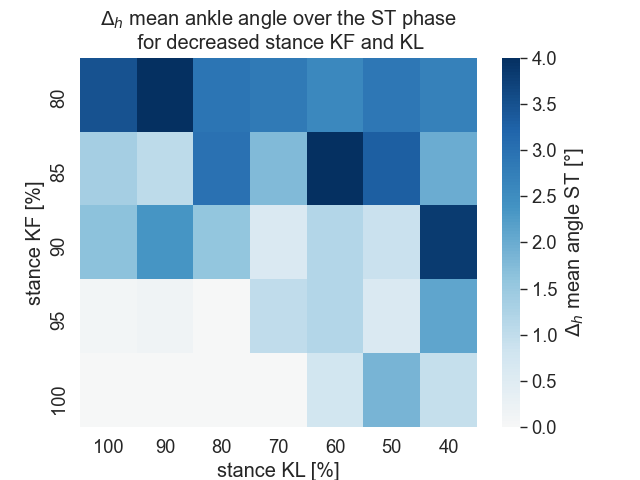 Δh mean ankle angle over the ST phase
for decreased stance KF and KL
stance KF [%]
80
85
90
95
100
100 90 80 70 60 50 40
stance KL [%]
4.0
3.5
3.0
2.5
2.0
1.5
1.0
0.5
0.0
Δh mean angle ST [°]